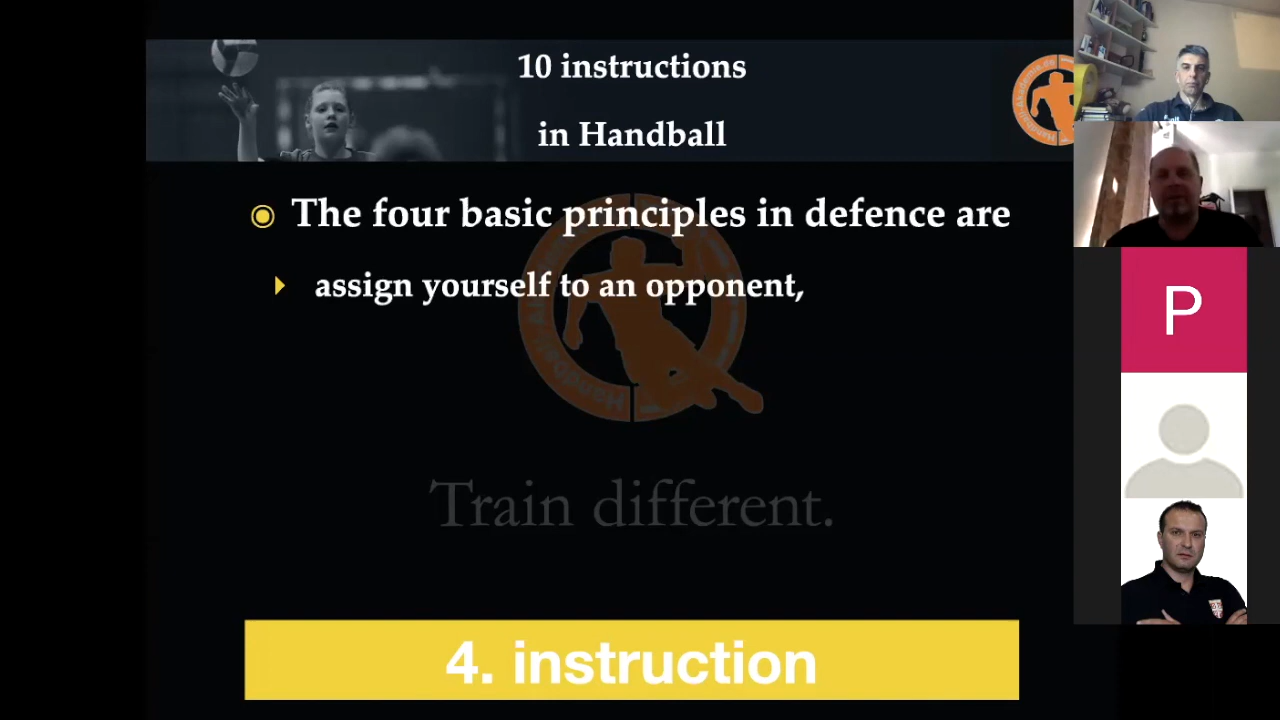 10 instructions
in Handball
The four basic principles in defence are
assign yourself to an opponent,
Train different.
4. instruction
P